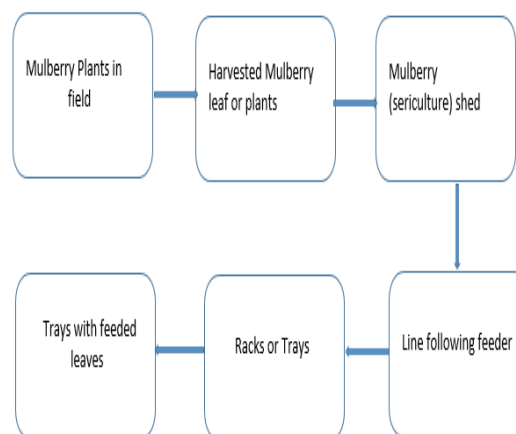 Mulberry Plants in
field
Harvested Mulberry
leaf or plants
Mulberry
(sericulture) shed
Line following feeder
Racks or Trays
Trays with feeded
leaves